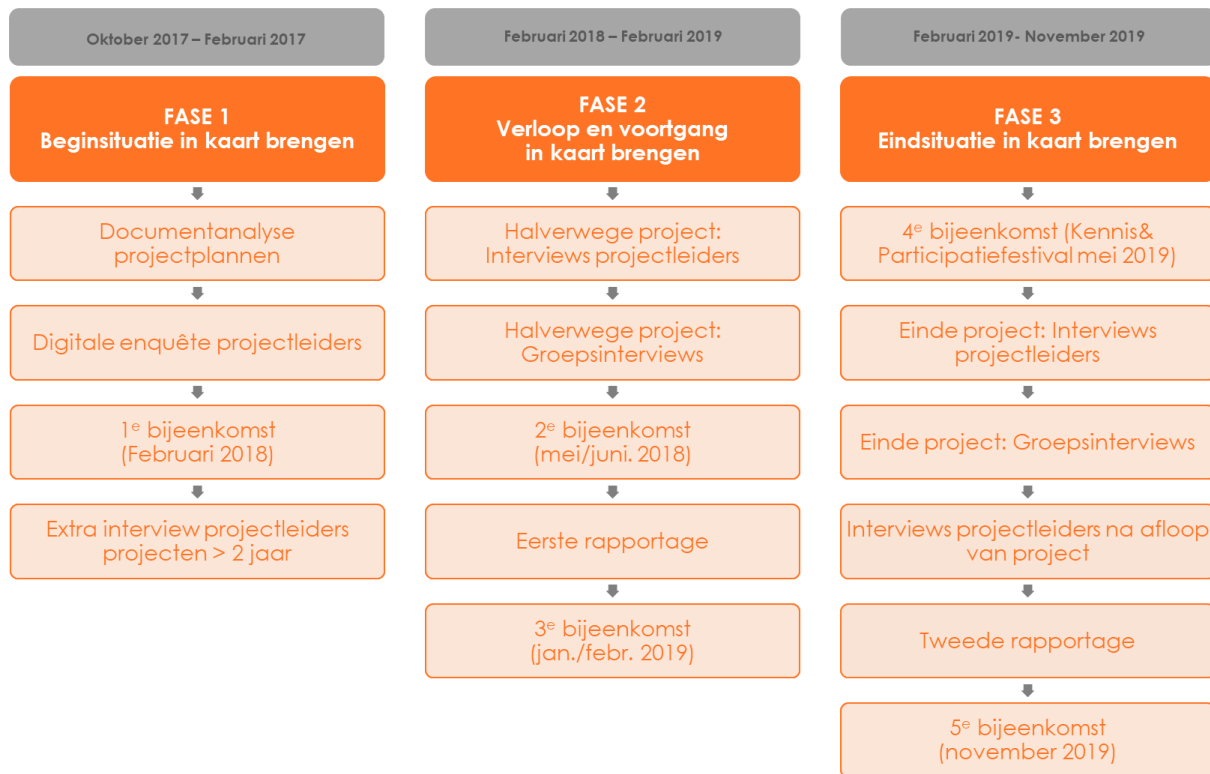 Oktober 2017 – Februari 2017
FASE 1
Beginsituatie in kaart brengen
Documentanalyse
projectplannen
Digitale enquête projectleiders
1e bijeenkomst
(Februari 2018)
Extra interview projectleiders
projecten > 2 jaar
Februari 2018 – Februari 2019
FASE 2
Verloop en voortgang
in kaart brengen
Halverwege project:
Interviews projectleiders
Halverwege project:
Groepsinterviews
2e bijeenkomst
(mei/juni. 2018)
Eerste rapportage
3e bijeenkomst
(jan./febr. 2019)
Februari 2019- November 2019
FASE 3
Eindsituatie in kaart brengen
4e bijeenkomst (Kennis&
Participatiefestival mei 2019)
Einde project: Interviews
projectleiders
Einde project: Groepsinterviews
Interviews projectleiders na afloop
van project
Tweede rapportage
5e bijeenkomst
(november 2019)